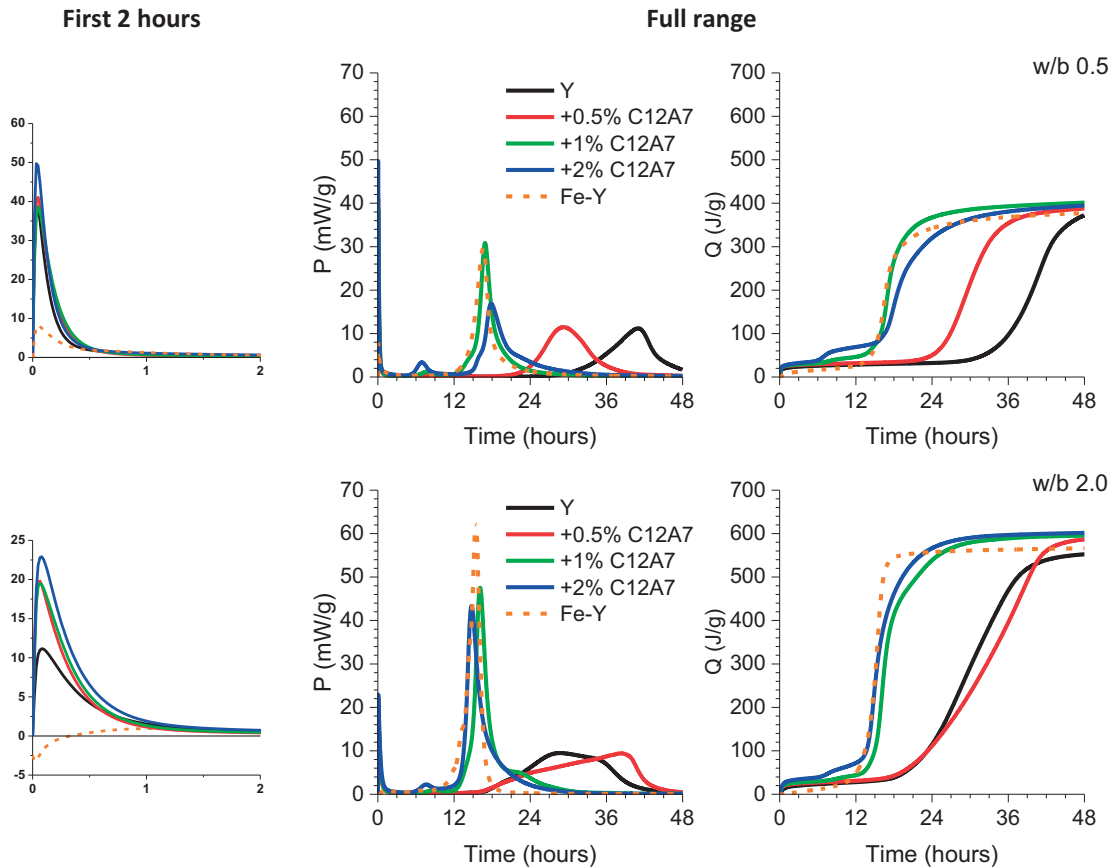 First 2 hours
Full range
w/b 0.5
60
50
40
30
20
10
0
0 1 2
P (mW/g)
70
60
50
40
30
20
10
0
0 12 24 36 48
Time (hours)
Y
+0.5% C12A7
+1% C12A7
+2% C12A7
Fe-Y
Q (J/g)
700
600
500
400
300
200
100
0
0 12 24 36 48
Time (hours)
w/b 2.0
25
20
15
10
5
0
-5
0 1 2
P (mW/g)
70
60
50
40
30
20
10
0
0 12 24 36 48
Time (hours)
Y
+0.5% C12A7
+1% C12A7
+2% C12A7
Fe-Y
Q (J/g)
700
600
500
400
300
200
100
0
0 12 24 36 48
Time (hours)